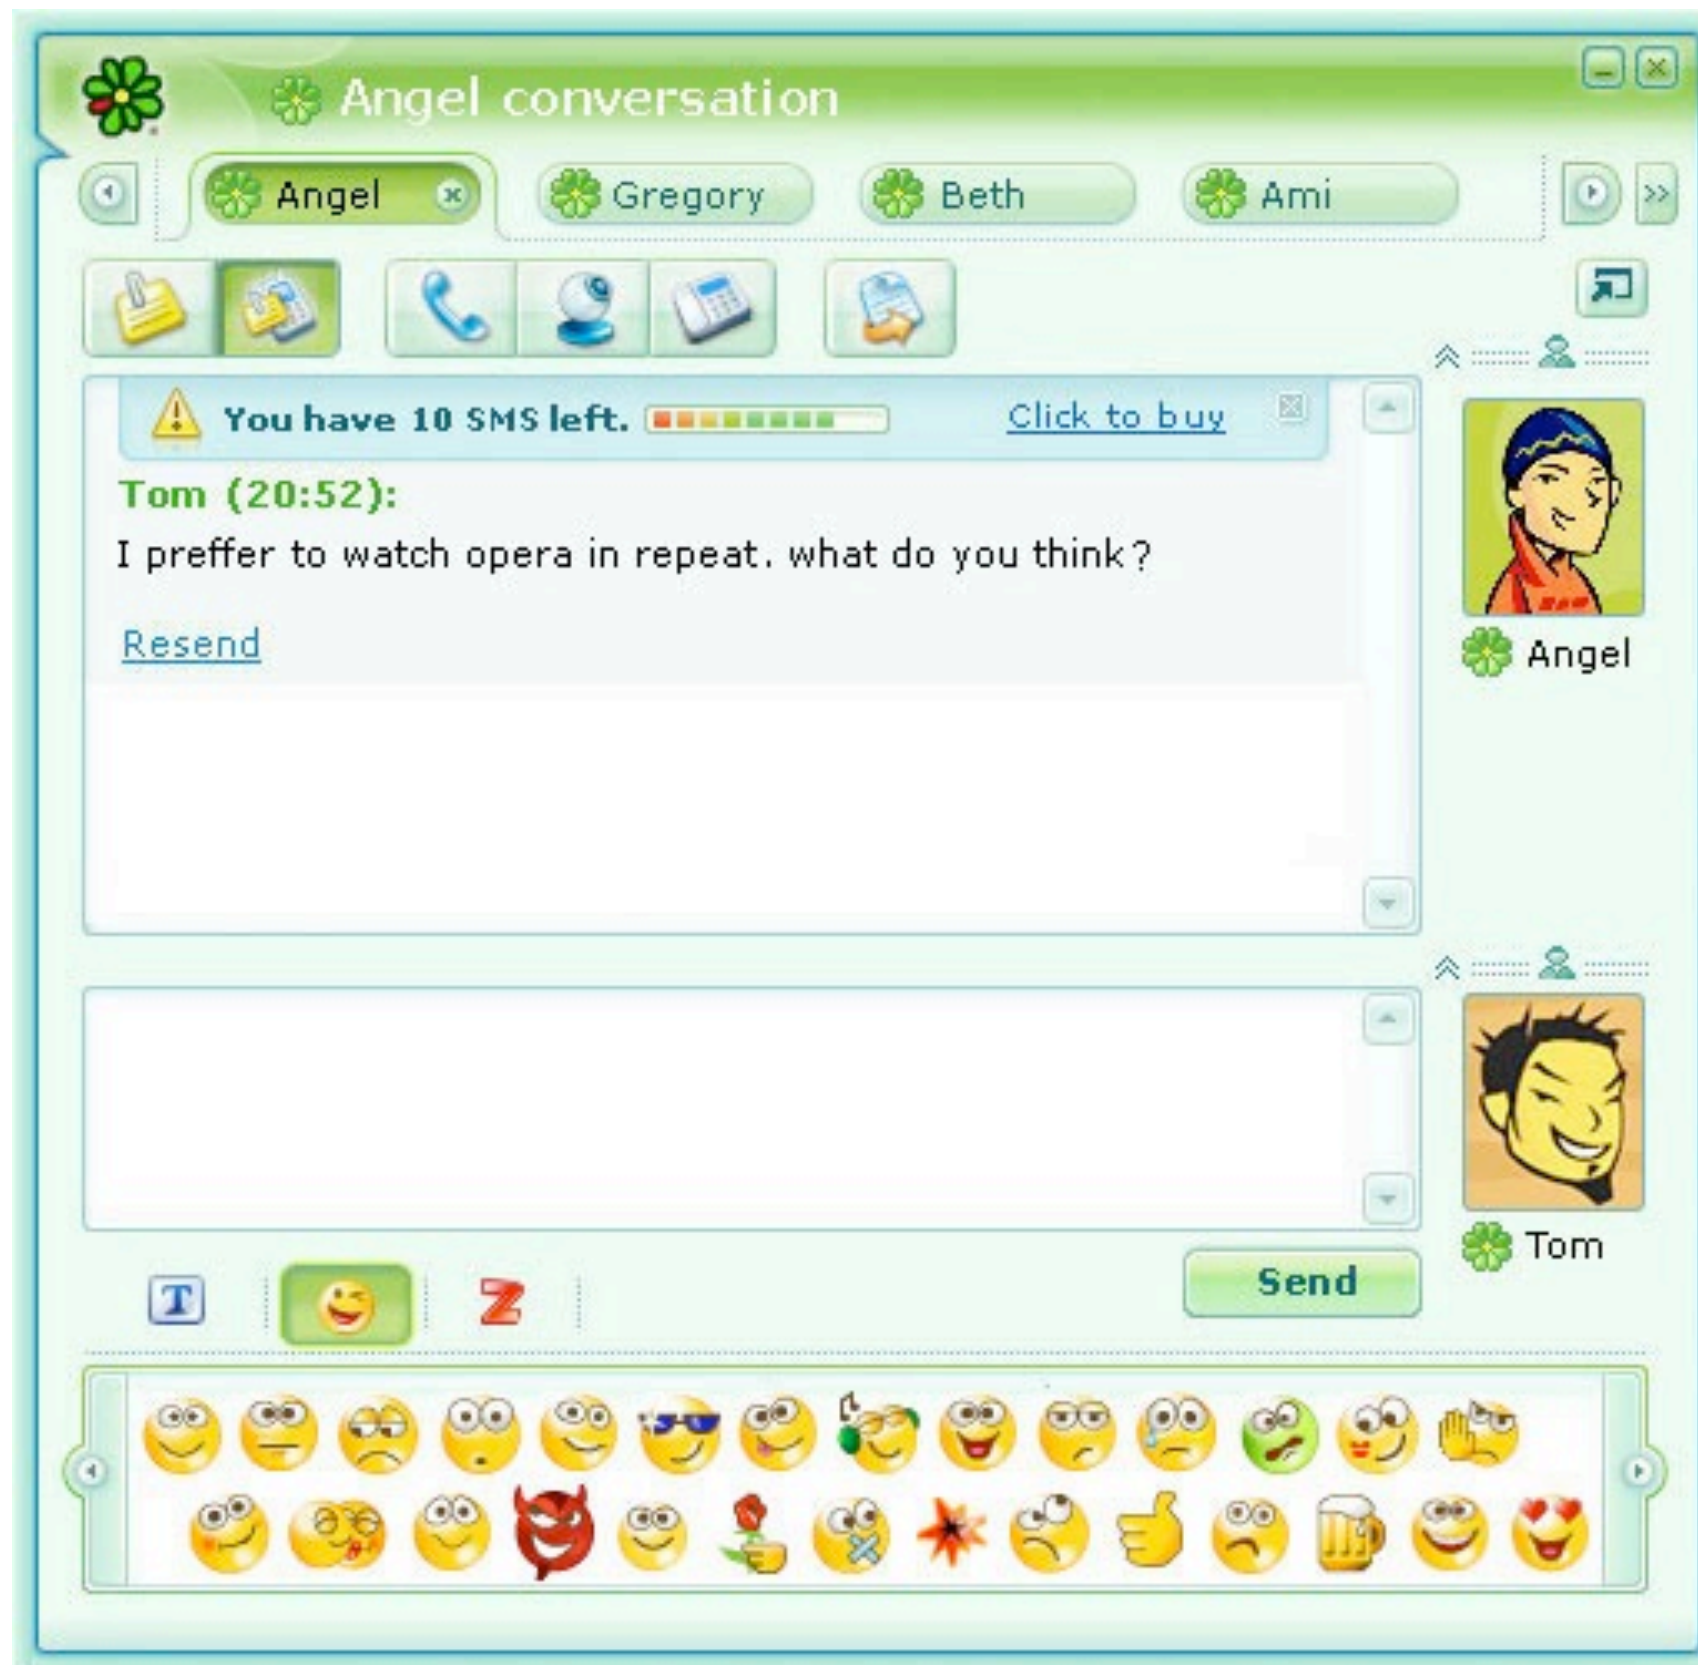 Angel conversation
Angel
Gregory
Beth
Ami
You have 10 SMS left.
Click to buy
Tom (20:52):
I preffer to watch opera in repeat. what do you think?
Resend
Angel
Tom
T
Z
Send